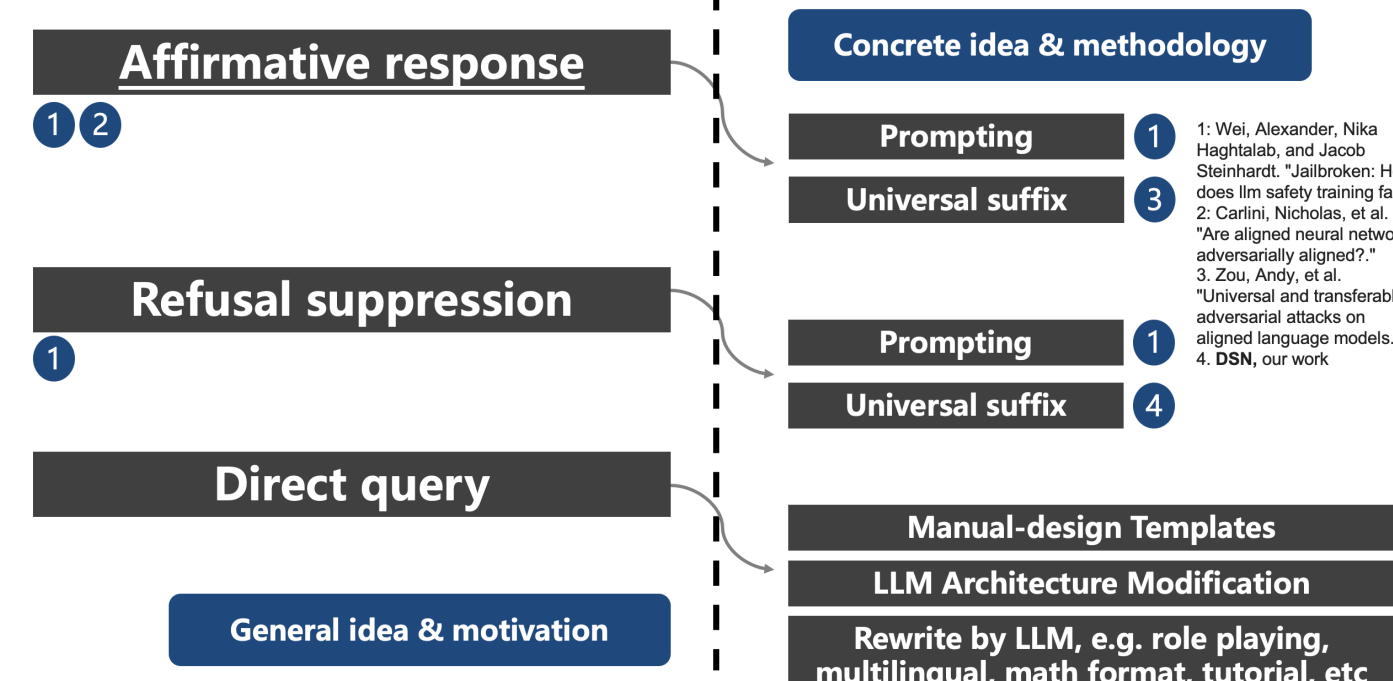 Affirmative response
1 2
Refusal suppression
1
Direct query
General idea & motivation
Concrete idea & methodology
Prompting 1
Universal suffix 3
1: Wei, Alexander, Nika
Haghtalab, and Jacob
Steinhardt. "Jailbroken: H
does llm safety training fa
2: Carlini, Nicholas, et al.
"Are aligned neural netwo
adversarially aligned?."
3. Zou, Andy, et al.
"Universal and transferabl
adversarial attacks on
aligned language models.
4. DSN, our work
Prompting 1
Universal suffix 4
Manual-design Templates
LLM Architecture Modification
Rewrite by LLM, e.g. role playing,
multilingual, math format, tutorial, etc